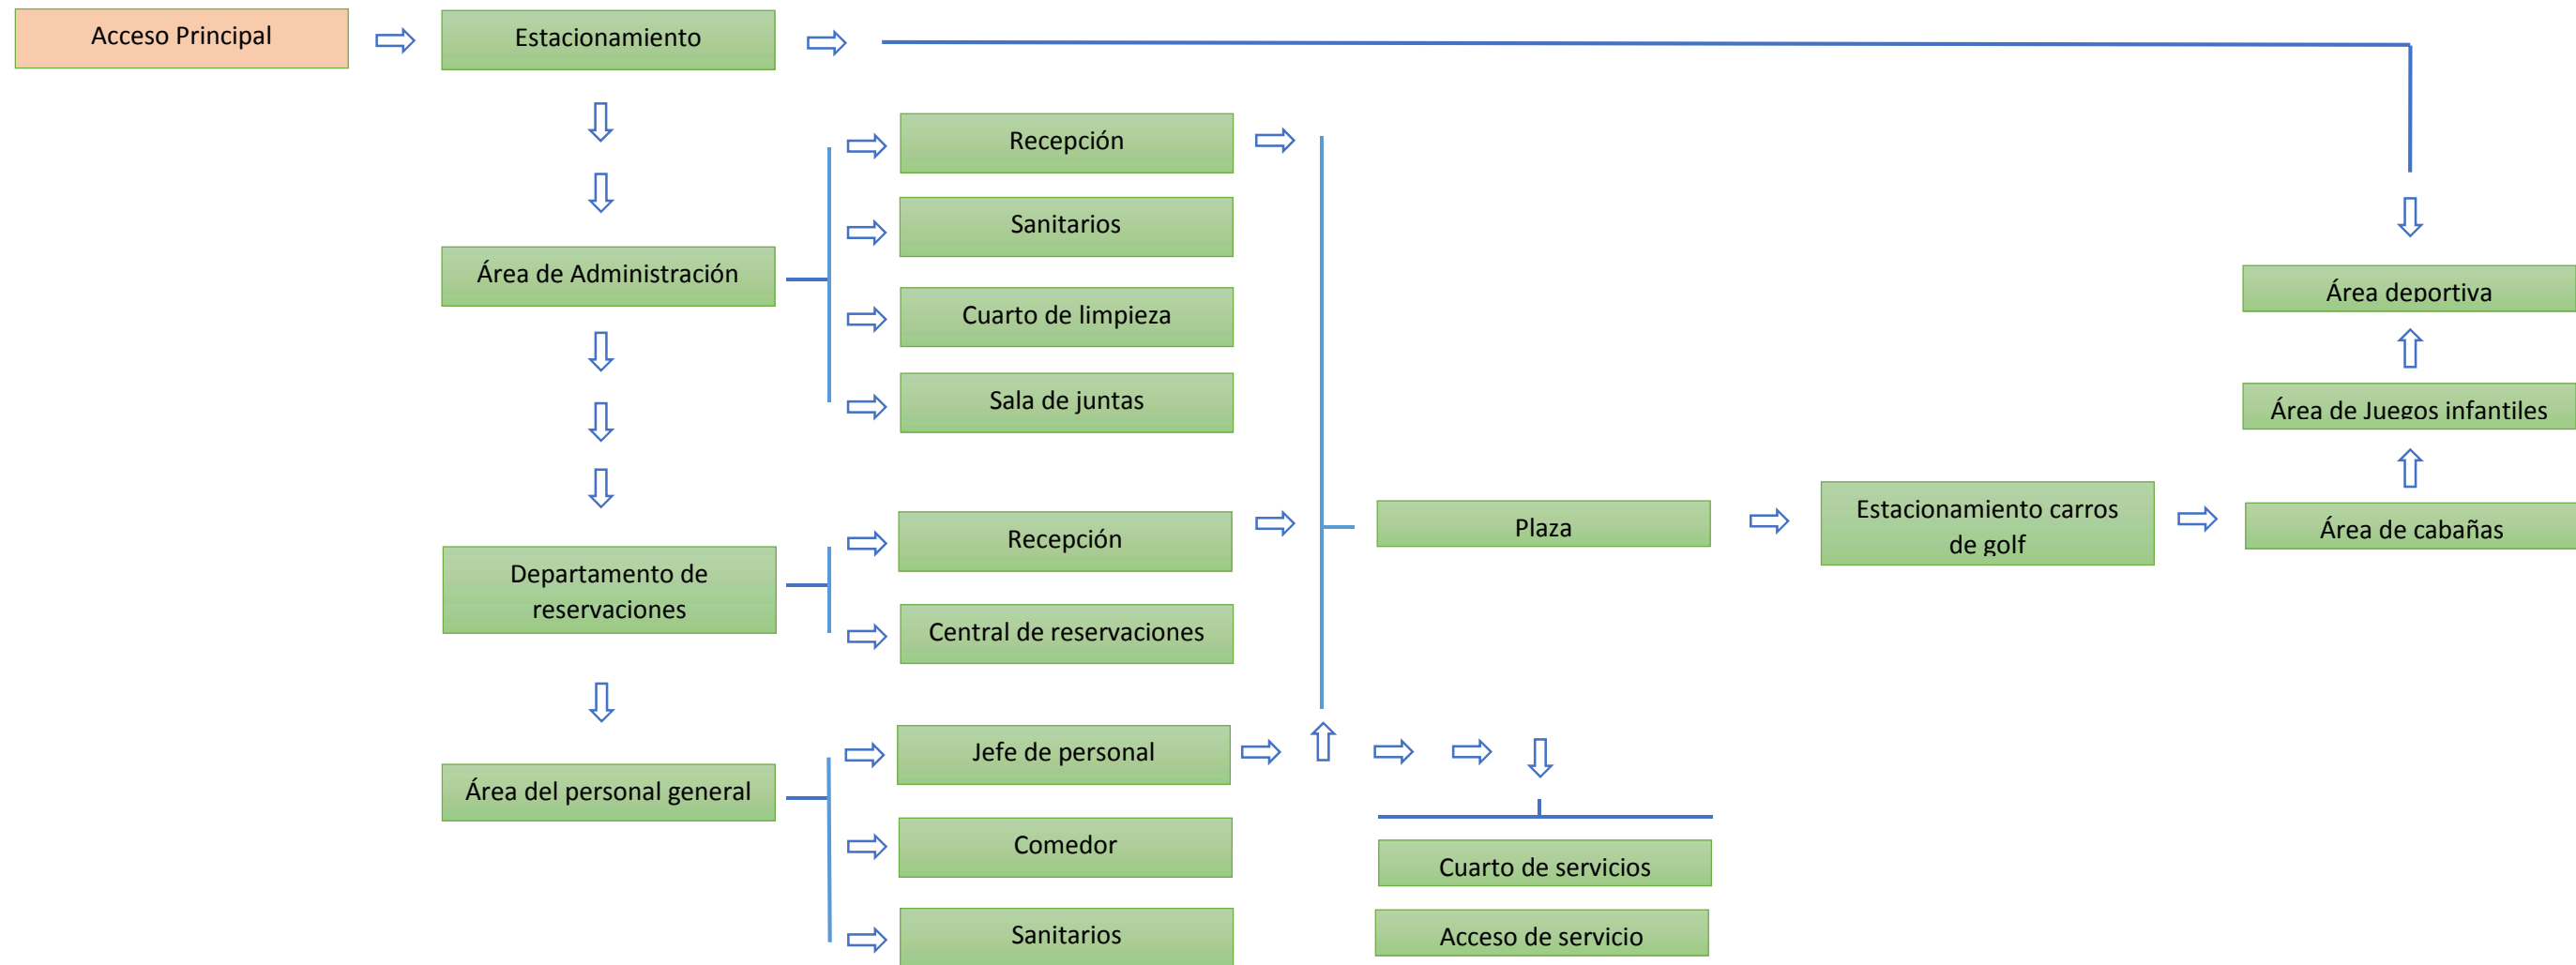 Acceso Principal
Estacionamiento
Recepción
Sanitarios
Área de Administración
Cuarto de limpieza
Sala de juntas
Recepción
Departamento de
reservaciones
Central de reservaciones
Jefe de personal
Área del personal general
Comedor
Sanitarios
Plaza
Cuarto de servicios
Acceso de servicio
Estacionamiento carros
de golf
Área deportiva
Área de Juegos infantiles
Área de cabañas